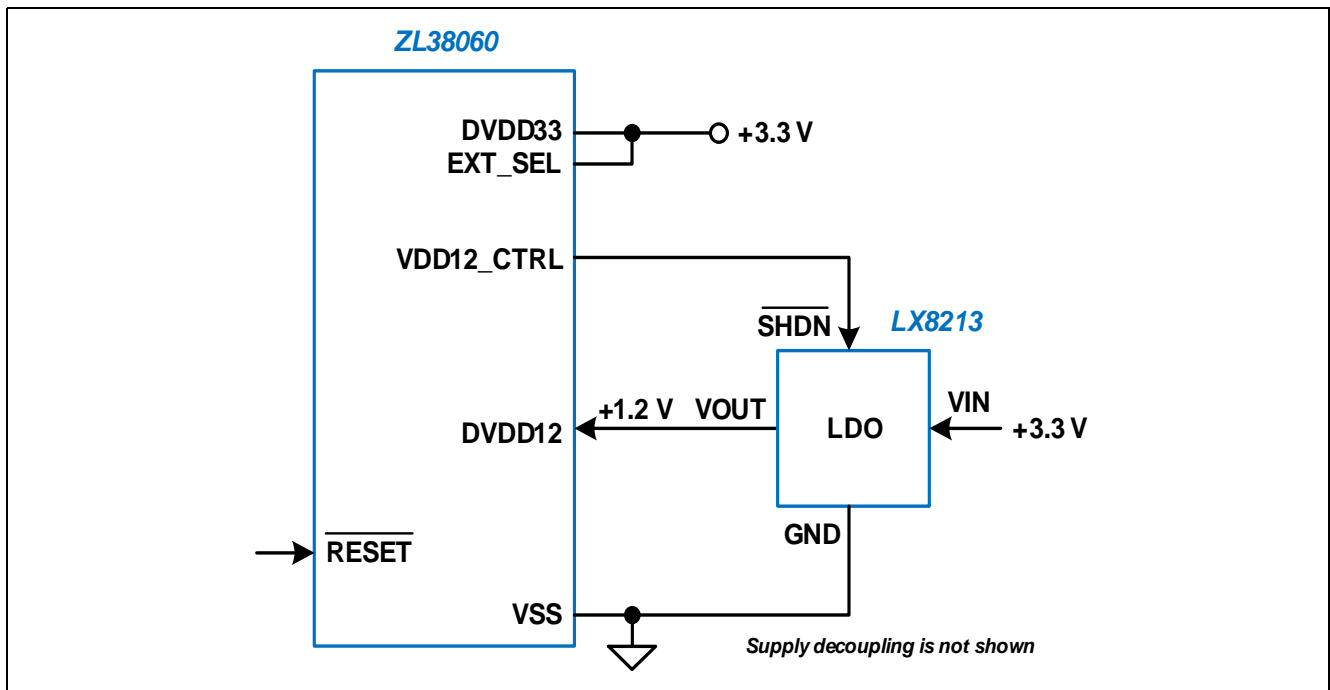 ZL38060
DVDD33
+3.3 V
EXT_SEL
VDD12_CTRL
SHDN
LX8213
+1.2 V VOUT
VIN
DVDD12
LDO
+3.3 V
GND
RESET
VSS
Supply decoupling is not shown